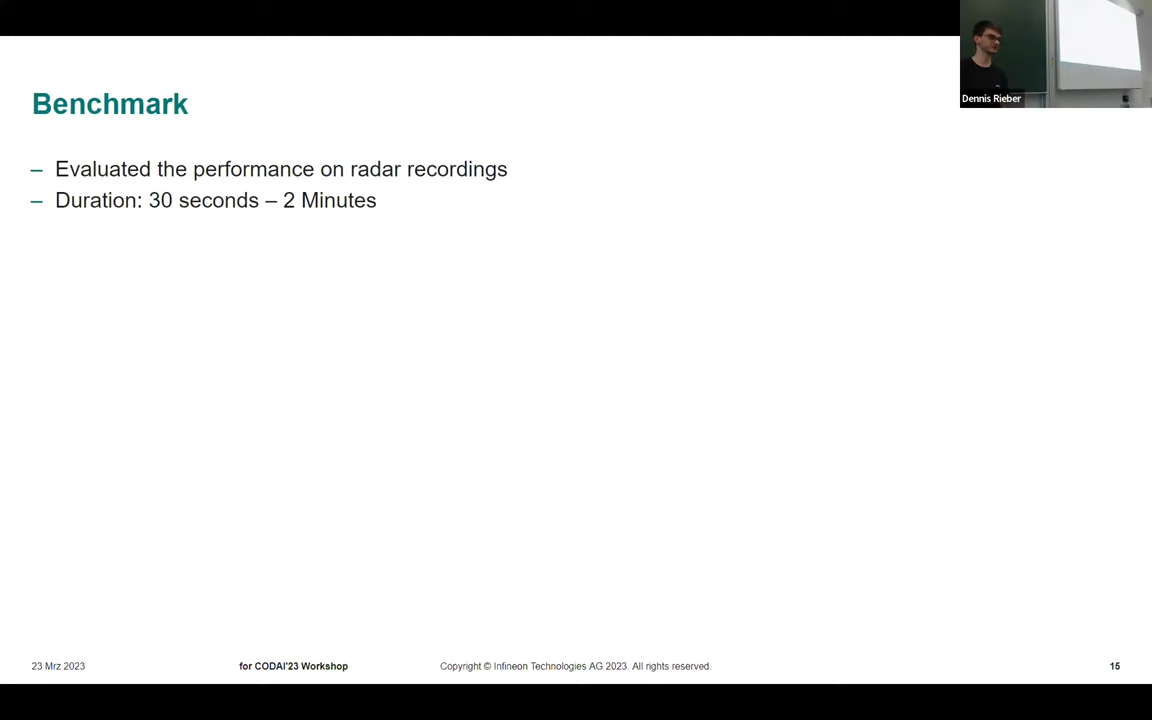 Benchmark
– Evaluated the performance on radar recordings
– Duration: 30 seconds – 2 Minutes
Dennis Rieber
23 Mrz 2023
for CODAI'23 Workshop
Copyright © Infineon Technologies AG 2023. All rights reserved.
15